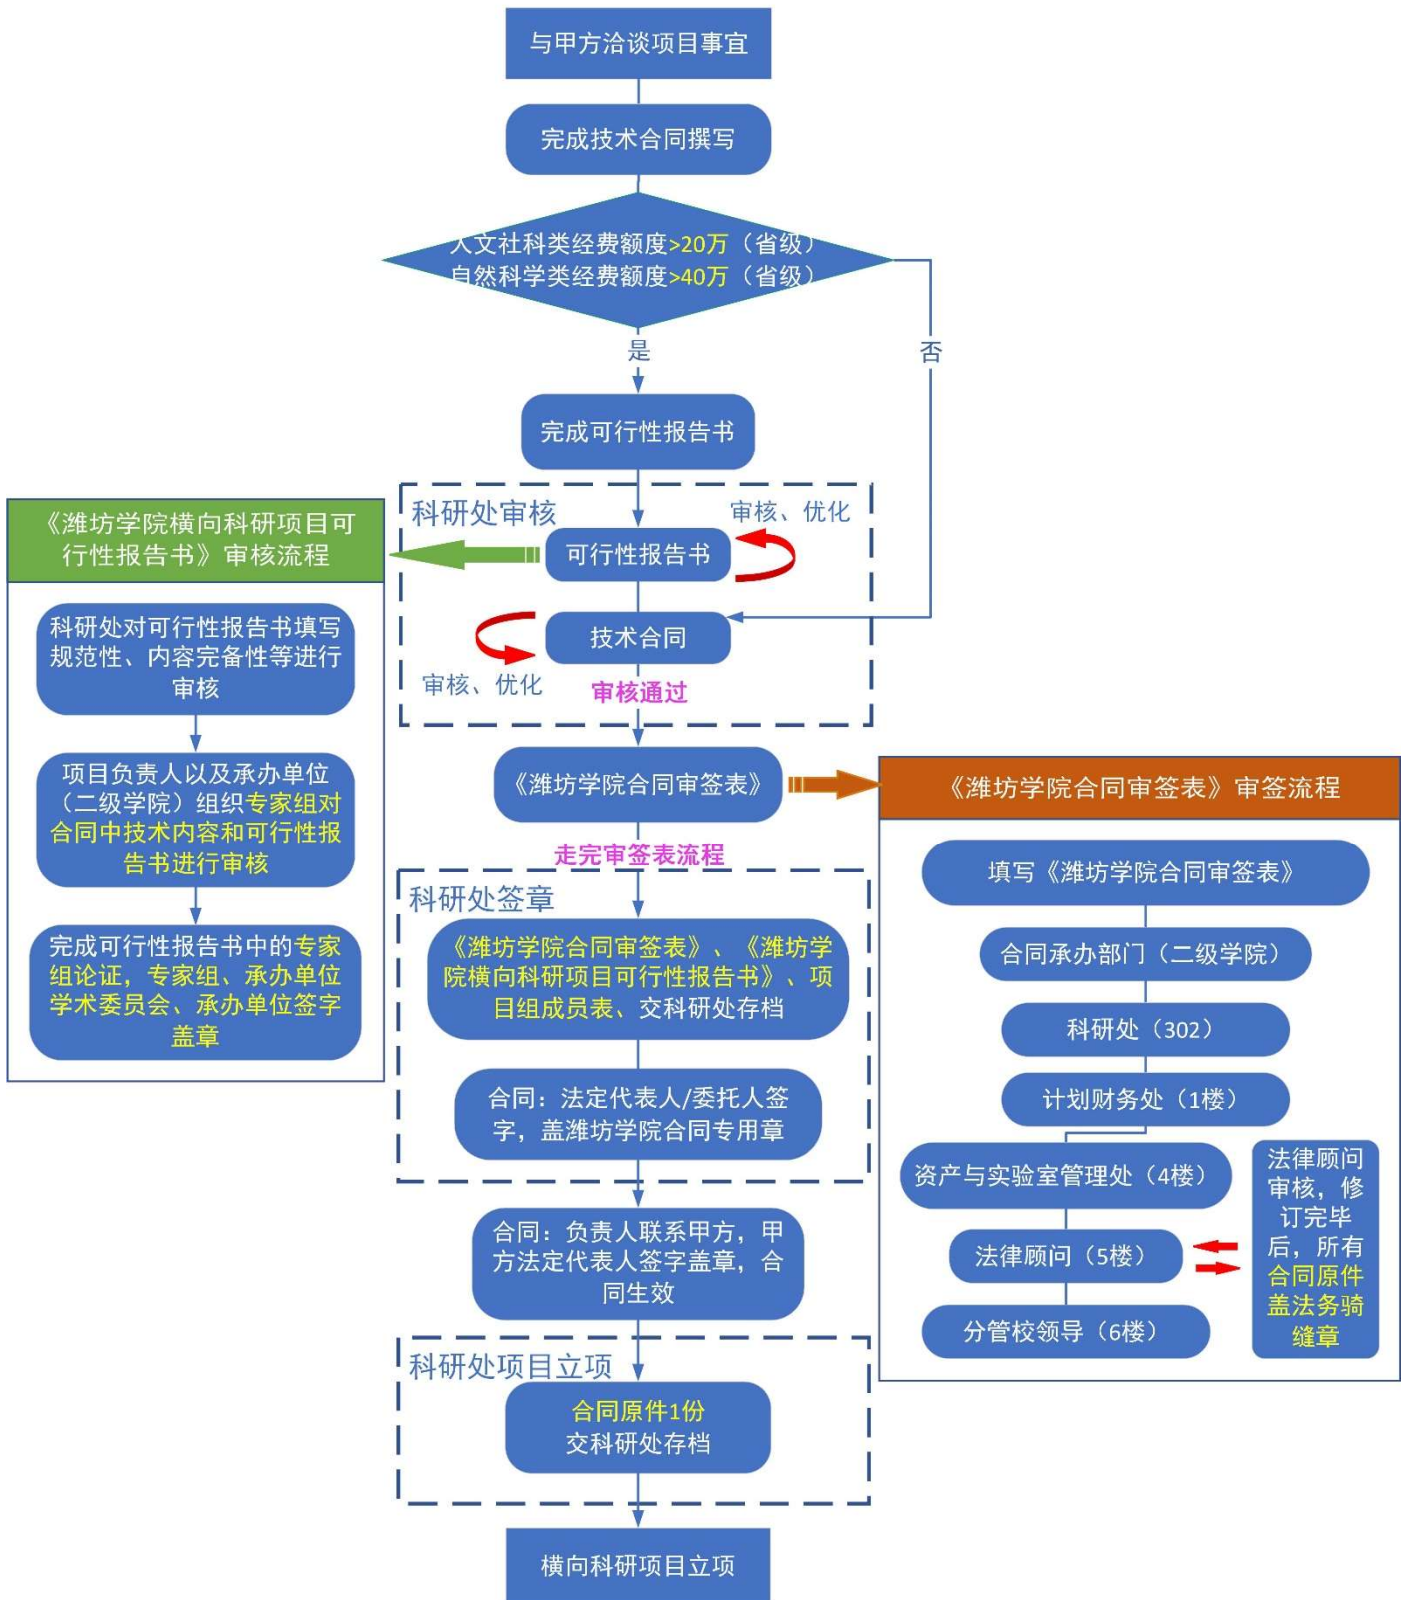 与甲方洽谈项目事宜
完成技术合同撰写
人文社科类经费额度>20万（省级）
自然科学类经费额度>40万（省级）
是
否
完成可行性报告书
科研处审核
审核、优化
可行性报告书
技术合同
审核、优化
审核通过
《潍坊学院横向科研项目可
行性报告书》审核流程
科研处对可行性报告书填写
规范性、内容完备性等进行
审核
项目负责人以及承办单位
（二级学院）组织专家组对
合同中技术内容和可行性报
告书进行审核
完成可行性报告书中的专家
组论证，专家组、承办单位
学术委员会、承办单位签字
盖章
《潍坊学院合同审签表》
走完审签表流程
科研处签章
《潍坊学院合同审签表》、《潍坊学
院横向科研项目可行性报告书》、项
目组成员表、交科研处存档
合同：法定代表人/委托人签
字，盖潍坊学院合同专用章
合同：负责人联系甲方，甲
方法定代表人签字盖章，合
同生效
科研处项目立项
合同原件1份
交科研处存档
横向科研项目立项
《潍坊学院合同审签表》审签流程
填写《潍坊学院合同审签表》
合同承办部门（二级学院）
科研处（302）
计划财务处（1楼）
资产与实验室管理处（4楼）
法律顾问（5楼）
分管校领导（6楼）
法律顾问
审核，修
订完毕
后，所有
合同原件
盖法务骑
缝章